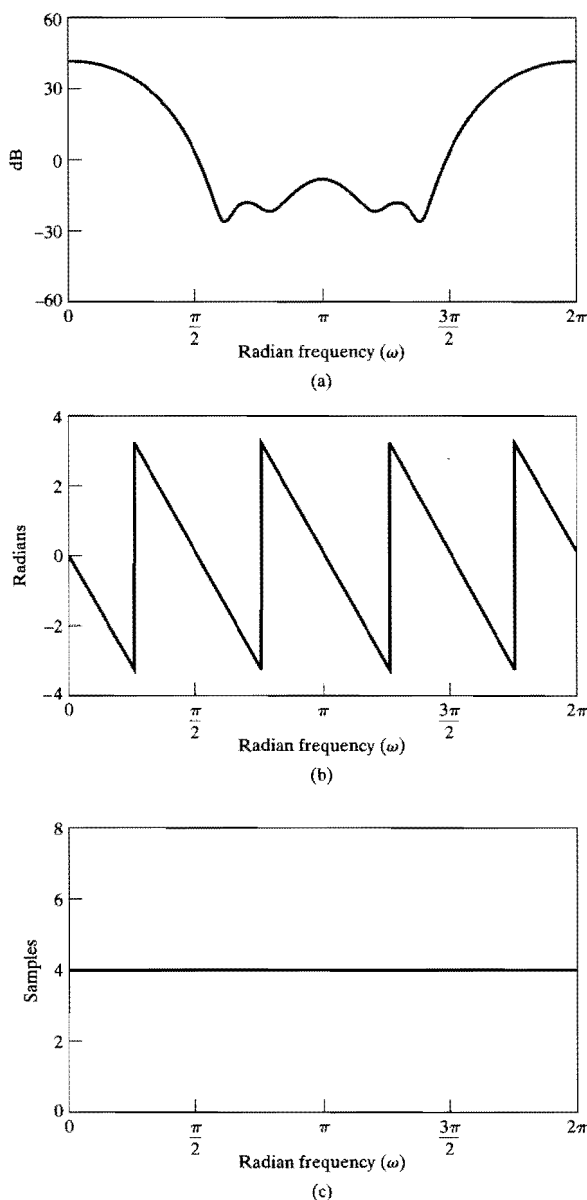 60
30
dB
0
−30
−60
0
π/2
π
3π/2
2π
Radian frequency (ω)
(a)
4
2
Radians
0
−2
−4
0
π/2
π
3π/2
2π
Radian frequency (ω)
(b)
8
6
Samples
4
2
0
0
π/2
π
3π/2
2π
Radian frequency (ω)
(c)